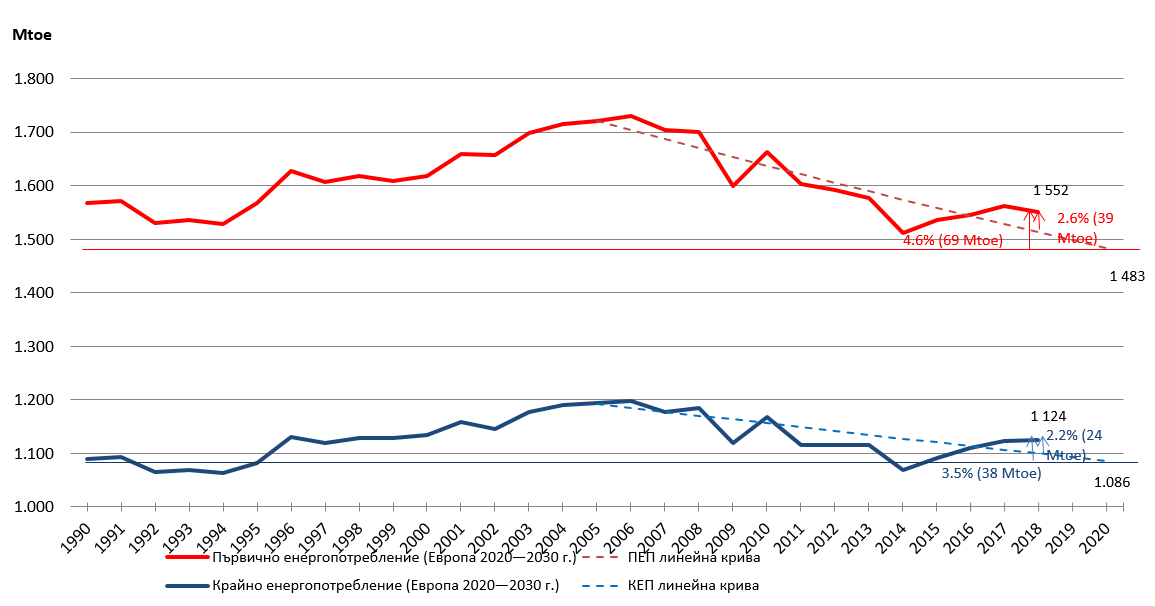 Mtoe
1.800
1.700
1.600
1.500
1.400
1.300
1.200
1.100
1.000
1 552
2.6% (39
Mtoe)
4.6% (69 Mtoe)
1 483
1 124
2.2% (24
Mtoe)
3.5% (38 Mtoe)
1.086
1990 1991 1992 1993 1994 1995 1996 1997 1998 1999 2000 2001 2002 2003 2004 2005 2006 2007 2008 2009 2010 2011 2012 2013 2014 2015 2016 2017 2018 2019 2020
Първично енергопотребление (Европа 2020—2030 г.) ПЕП линейна крива
Крайно енергопотребление (Европа 2020—2030 г.) КЕП линейна крива